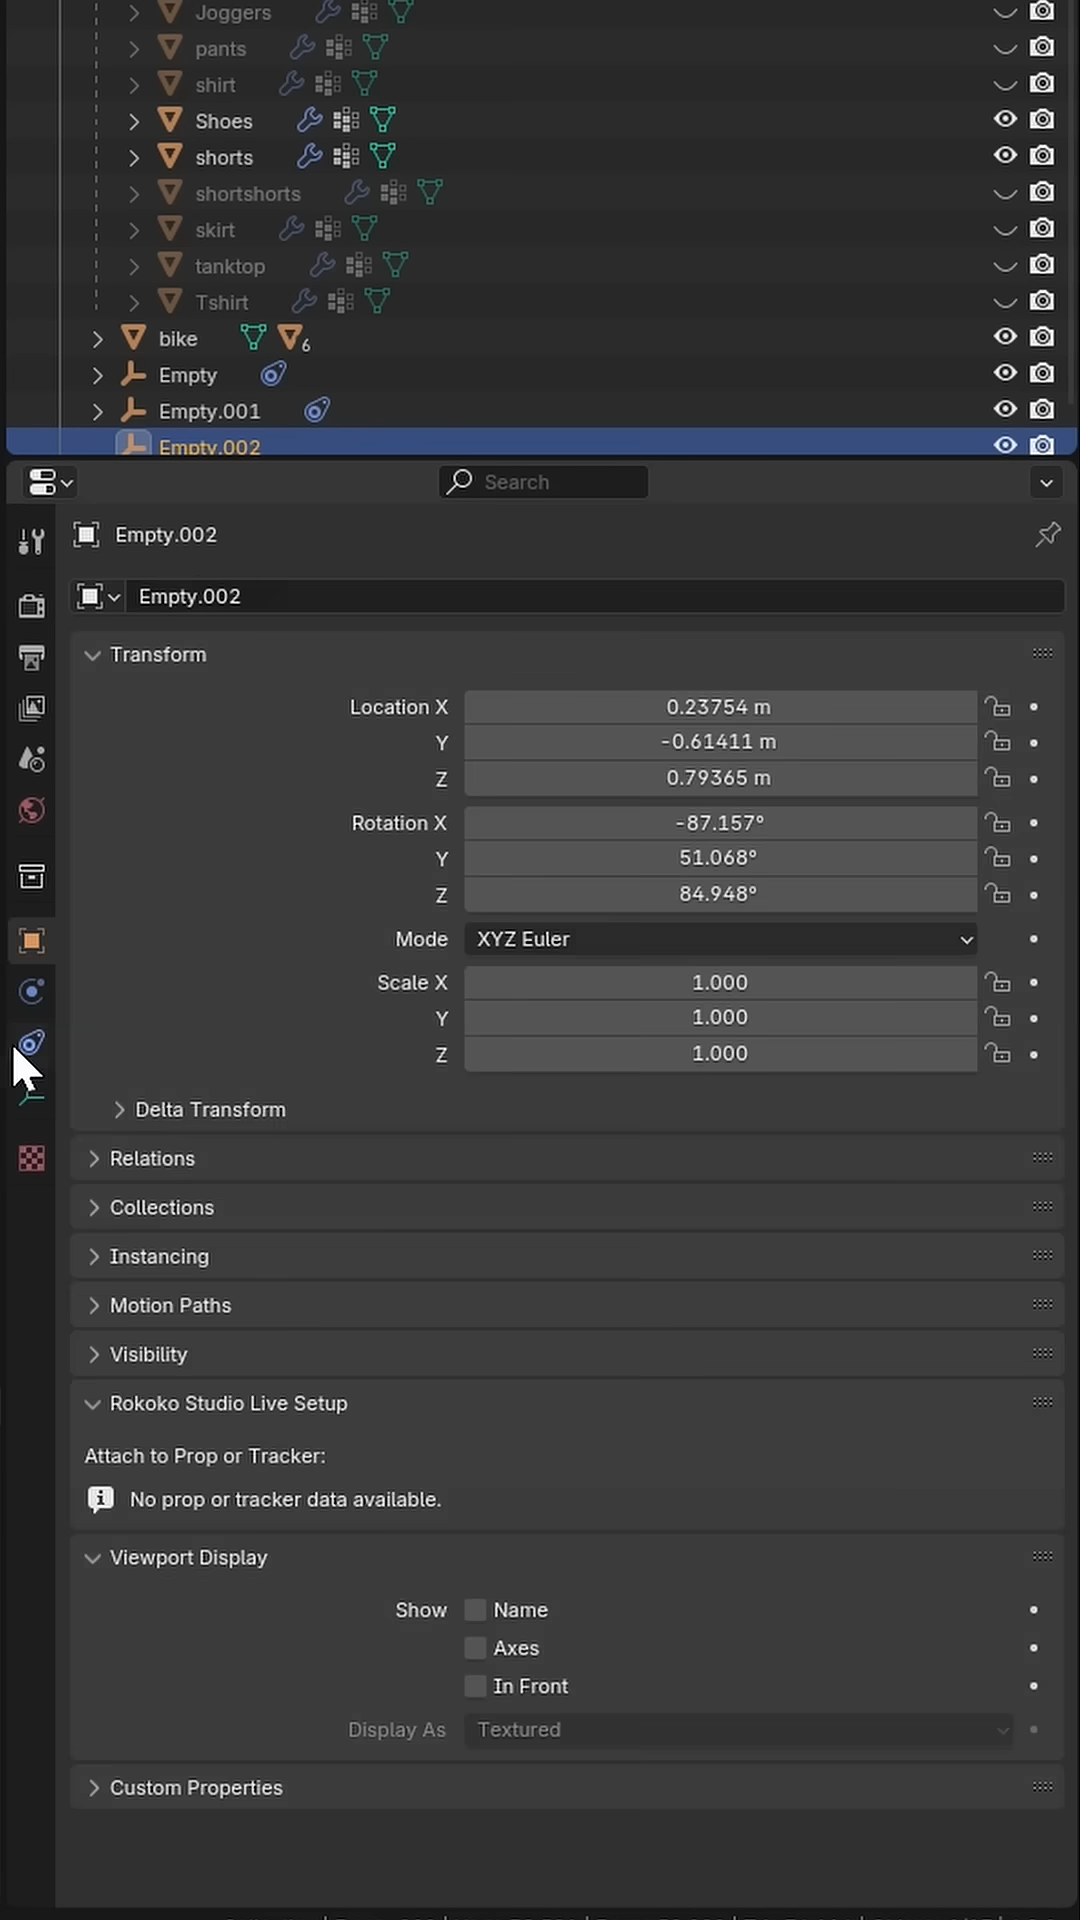 Joggers
pants
shirt
Shoes
shorts
shortshorts
skirt
tanktop
Tshirt
bike 6
Empty
Empty.001
Empty.002
Search
Empty.002
Empty.002
Transform
Location X 0.23754 m
Y -0.61411 m
Z 0.79365 m
Rotation X -87.157°
Y 51.068°
Z 84.948°
Mode XYZ Euler
Scale X 1.000
Y 1.000
Z 1.000
Delta Transform
Relations
Collections
Instancing
Motion Paths
Visibility
Rokoko Studio Live Setup
Attach to Prop or Tracker:
No prop or tracker data available.
Viewport Display
Show Name
Axes
In Front
Display As Textured
Custom Properties